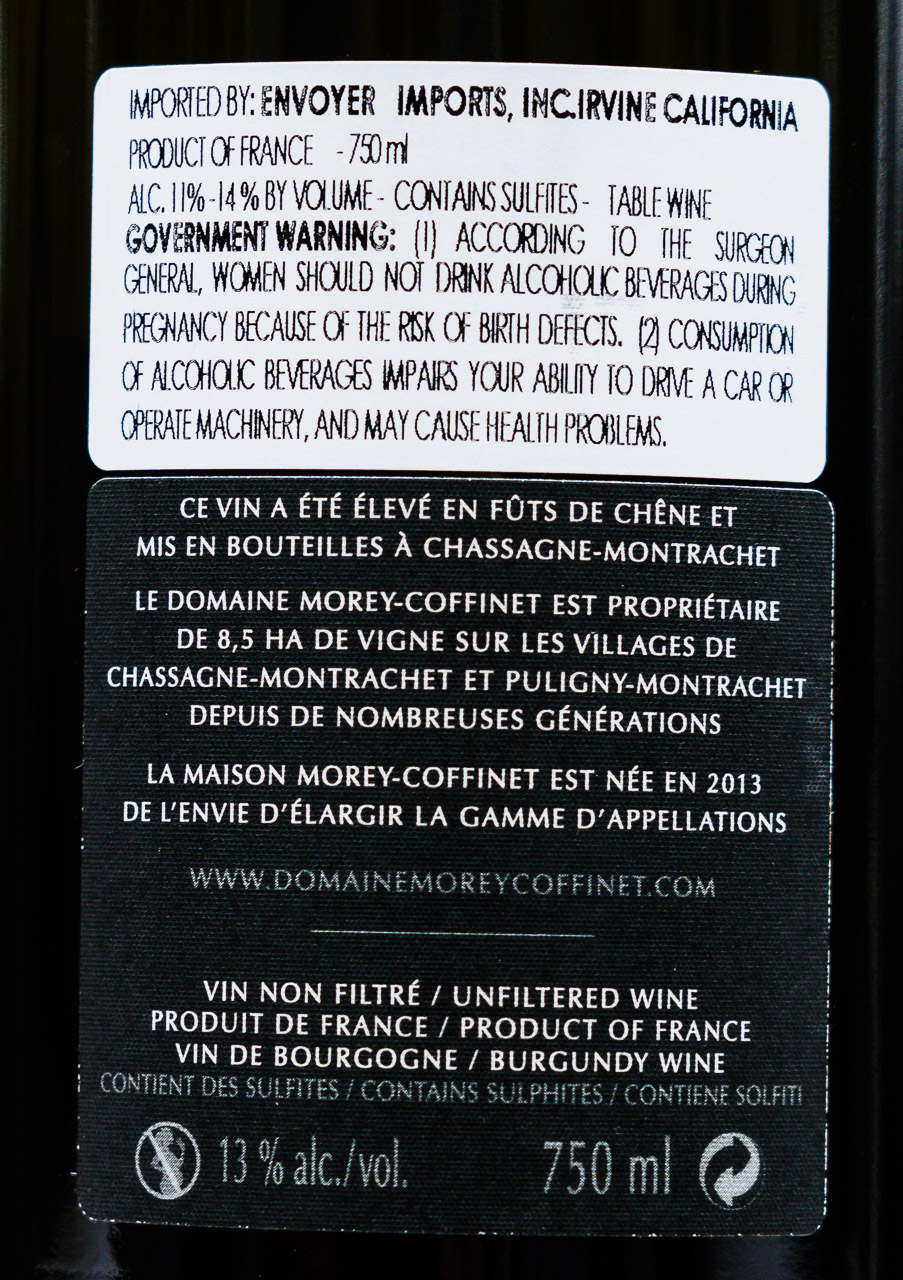 IMPORTED BY: ENVOYER IMPORTS, INC.IRVINE CALIFORNIA
PRODUCT OF FRANCE - 750 ml
ALC. 11% -14 % BY VOLUME - CONTAINS SULFITES - TABLE WINE
GOVERNMENT WARNING: (1) ACCORDING TO THE SURGEON
GENERAL, WOMEN SHOULD NOT DRINK ALCOHOLIC BEVERAGES DURING
PREGNANCY BECAUSE OF THE RISK OF BIRTH DEFECTS. (2) CONSUMPTION
OF ALCOHOLIC BEVERAGES IMPAIRS YOUR ABILITY TO DRIVE A CAR OR
OPERATE MACHINERY, AND MAY CAUSE HEALTH PROBLEMS.
CE VIN A ÉTÉ ÉLEVÉ EN FÛTS DE CHÊNE ET
MIS EN BOUTEILLES À CHASSAGNE-MONTRACHET
LE DOMAINE MOREY-COFFINET EST PROPRIÉTAIRE
DE 8,5 HA DE VIGNE SUR LES VILLAGES DE
CHASSAGNE-MONTRACHET ET PULIGNY-MONTRACHET
DEPUIS DE NOMBREUSES GÉNÉRATIONS
LA MAISON MOREY-COFFINET EST NÉE EN 2013
DE L'ENVIE D'ÉLARGIR LA GAMME D'APPELLATIONS
WWW.DOMAINEMOREYCOFFINET.COM
VIN NON FILTRÉ / UNFILTERED WINE
PRODUIT DE FRANCE / PRODUCT OF FRANCE
VIN DE BOURGOGNE / BURGUNDY WINE
CONTIENT DES SULFITES / CONTAINS SULPHITES / CONTIENE SOLFITI
13 % alc./vol. 750 ml